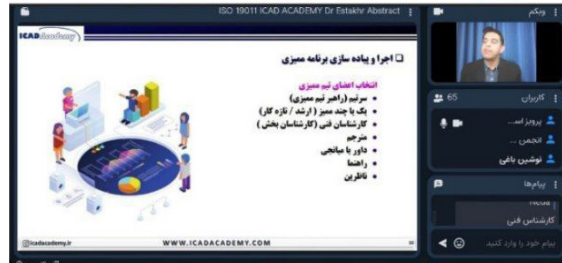 ISO 19011 ICAD ACADEMY Dr Estakhr Abstract
ICAD academy
اجرا و پیاده سازی برنامه ممیزی
انتخاب اعضای تیم ممیزی
سرتیم (راهبر تیم ممیزی)
یک یا چند ممیز ( ارشد / تازه کار)
کارشناسان فنی (کارشناسان بخش)
مترجم
داور یا میانجی
راهنما
ناظرین
@icadacademy.ir
WWW.ICADACADEMY.COM
وبکم
کاربران 65
پرویز اسـ...
انجمن ...
نوشین باغی
پیام‌ها
Neda
کارشناس فنی
پیام خود را وارد کنید